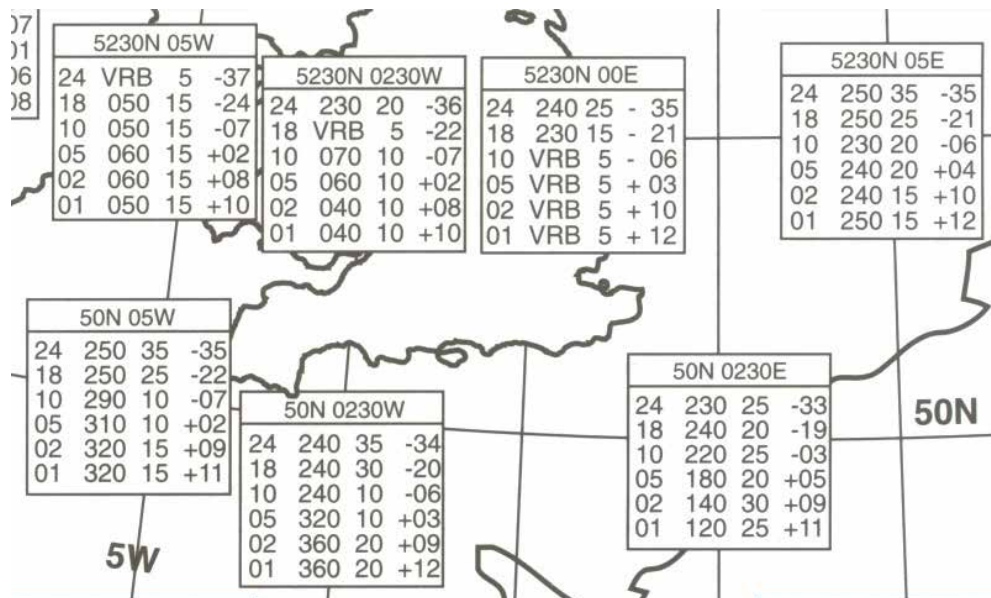 07
01
06
08
5230N 05W
24 VRB 5 -37
18 050 15 -24
10 050 15 -07
05 060 15 +02
02 060 15 +08
01 050 15 +10
5230N 0230W
24 230 20 -36
18 VRB 5 -22
10 070 10 -07
05 060 10 +02
02 040 10 +08
01 040 10 +10
5230N 00E
24 240 25 - 35
18 230 15 - 21
10 VRB 5 - 06
05 VRB 5 + 03
02 VRB 5 + 10
01 VRB 5 + 12
5230N 05E
24 250 35 -35
18 250 25 -21
10 230 20 -06
05 240 20 +04
02 240 15 +10
01 250 15 +12
50N 05W
24 250 35 -35
18 250 25 -22
10 290 10 -07
05 310 10 +02
02 320 15 +09
01 320 15 +11
50N 0230W
24 240 35 -34
18 240 30 -20
10 240 10 -06
05 320 10 +03
02 360 20 +09
01 360 20 +12
50N 0230E
24 230 25 -33
18 240 20 -19
10 220 25 -03
05 180 20 +05
02 140 30 +09
01 120 25 +11
50N
5W